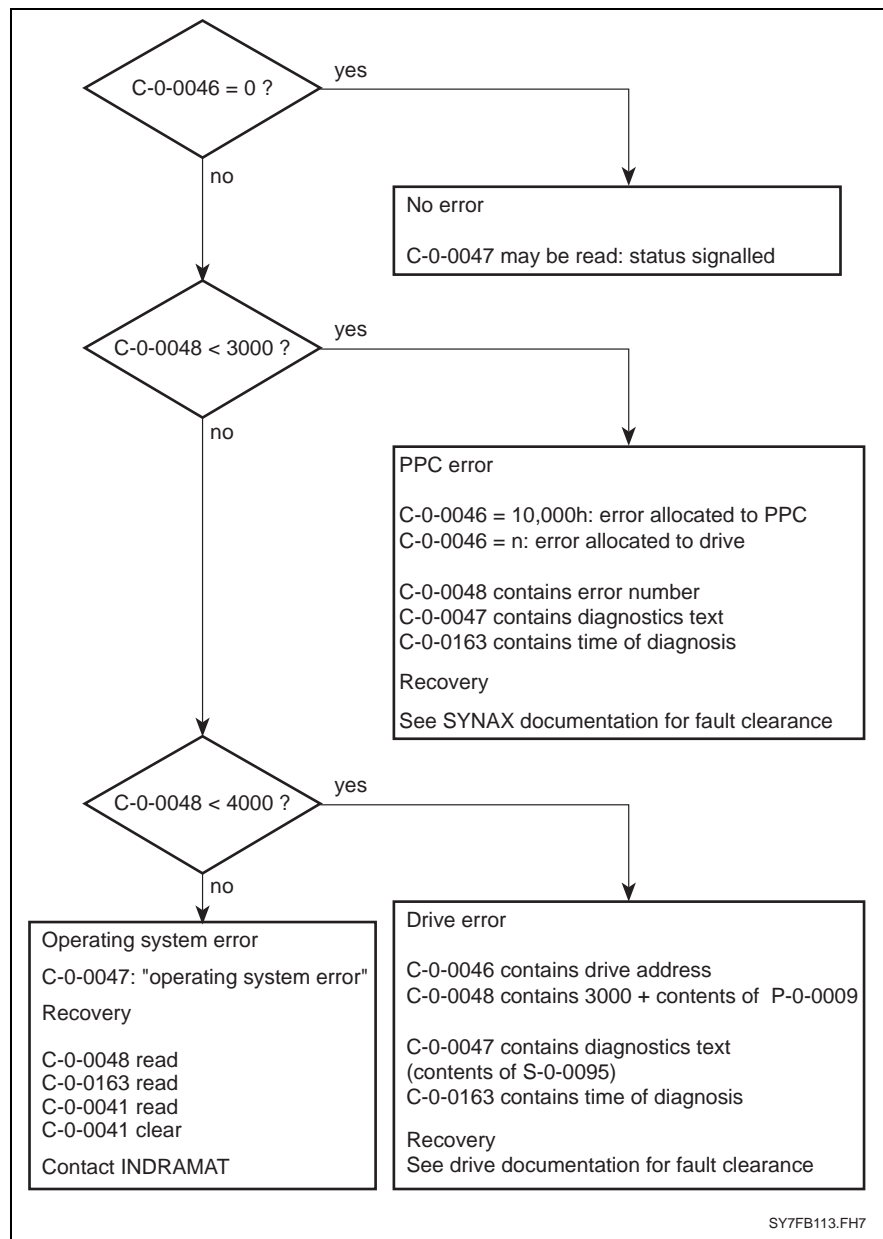 C-0-0046 = 0 ?
yes
no
No error
C-0-0047 may be read: status signalled
C-0-0048 < 3000 ?
yes
no
PPC error
C-0-0046 = 10,000h: error allocated to PPC
C-0-0046 = n: error allocated to drive
C-0-0048 contains error number
C-0-0047 contains diagnostics text
C-0-0163 contains time of diagnosis
Recovery
See SYNAX documentation for fault clearance
C-0-0048 < 4000 ?
yes
no
Operating system error
C-0-0047: "operating system error"
Recovery
C-0-0048 read
C-0-0163 read
C-0-0041 read
C-0-0041 clear
Contact INDRAMAT
Drive error
C-0-0046 contains drive address
C-0-0048 contains 3000 + contents of P-0-0009
C-0-0047 contains diagnostics text
(contents of S-0-0095)
C-0-0163 contains time of diagnosis
Recovery
See drive documentation for fault clearance
SY7FB113.FH7